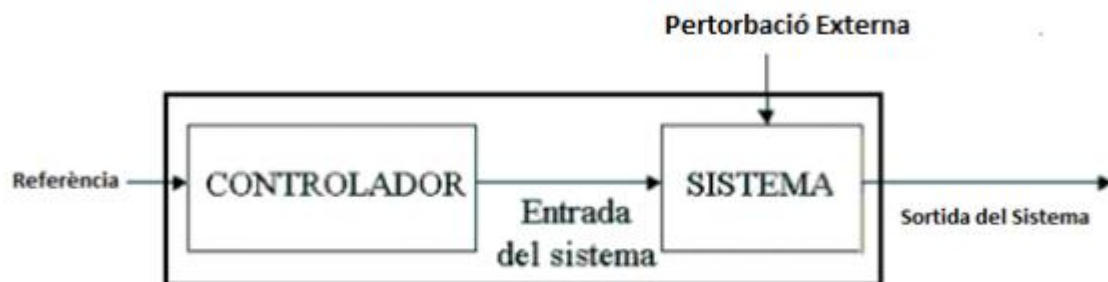 Pertorbació Externa
Referència
CONTROLADOR
SISTEMA
Entrada
del sistema
Sortida del Sistema